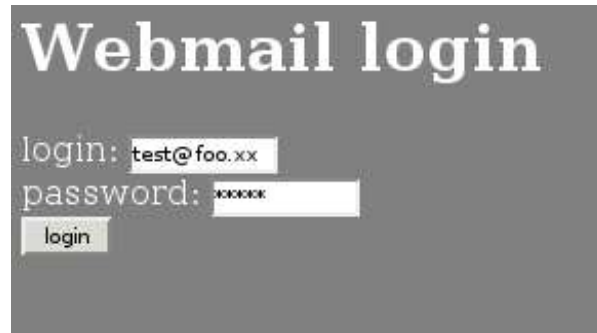 Webmail login
login: test@foo.xx
password: *****
login